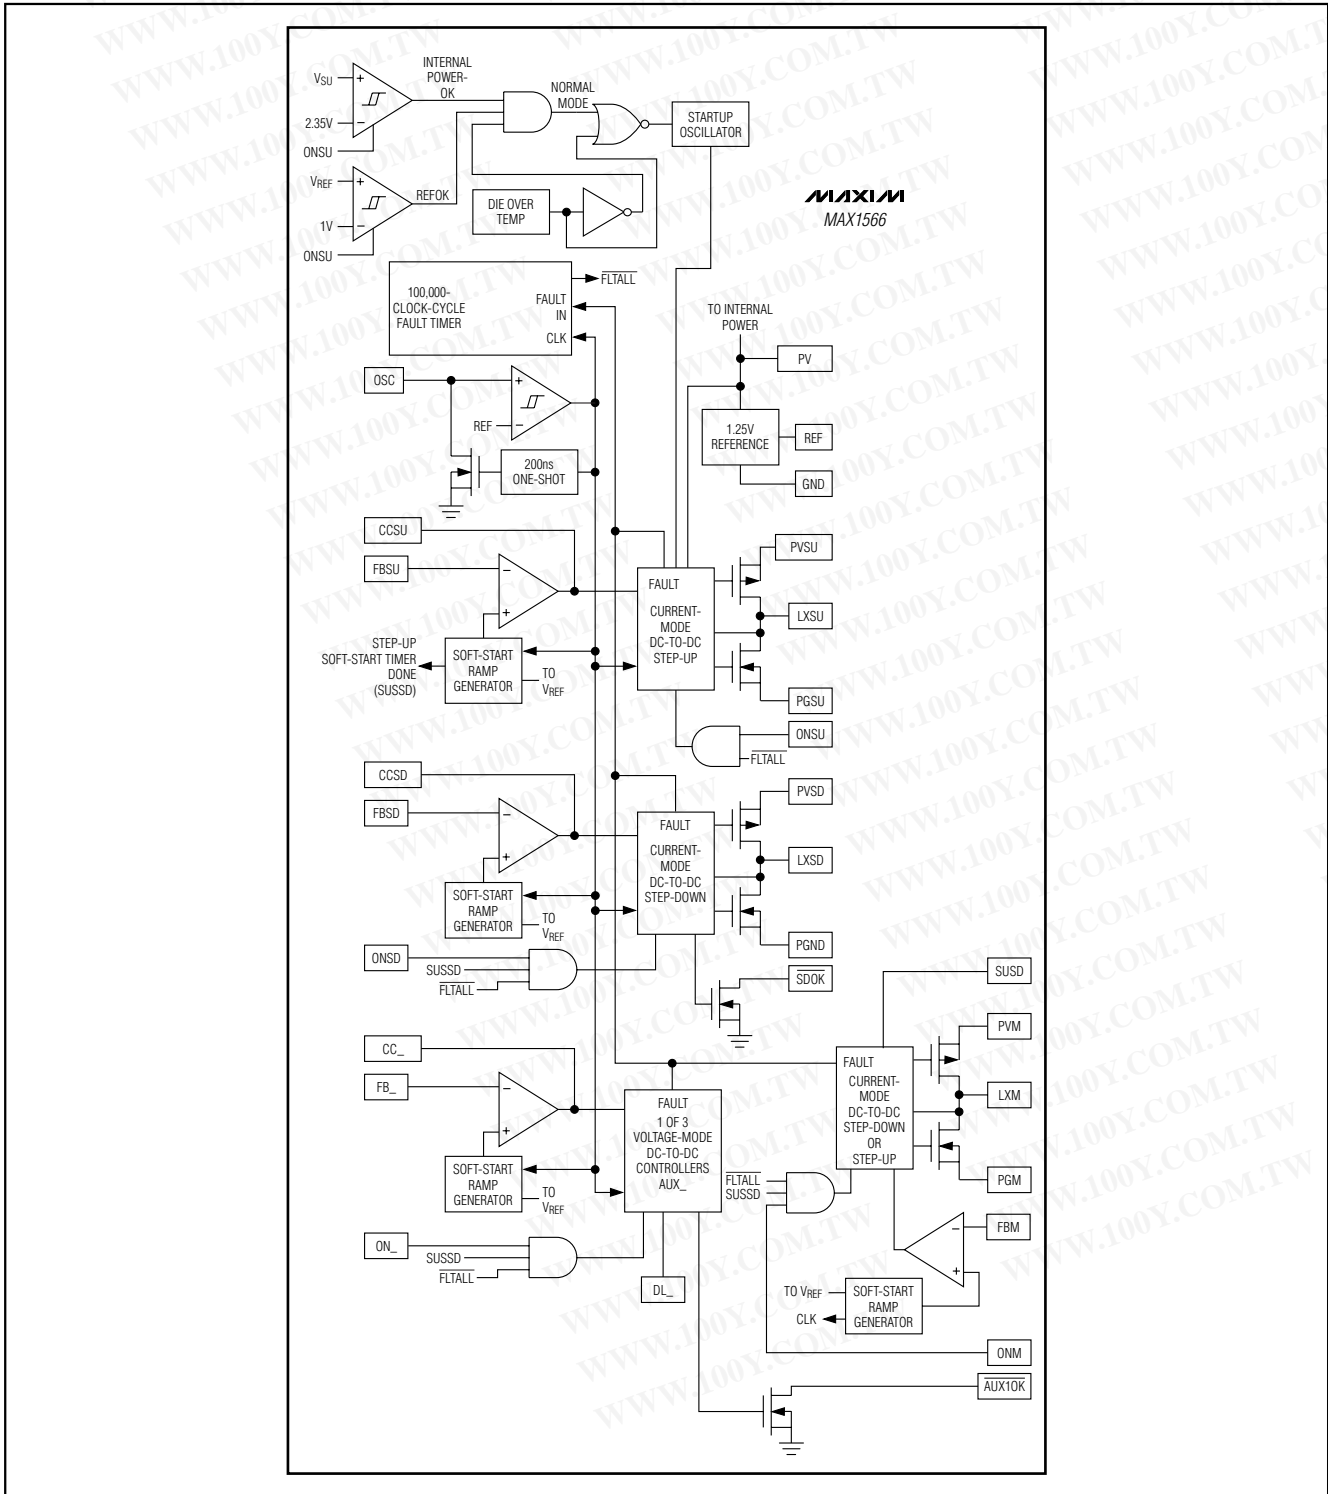 VSU
2.35V
ONSU
INTERNAL
POWER-
OK
NORMAL
MODE
STARTUP
OSCILLATOR
VREF
1V
ONSU
REFOK
DIE OVER
TEMP
MAXIM
MAX1566
100,000-
CLOCK-CYCLE
FAULT TIMER
FLTALL
FAULT
IN
CLK
TO INTERNAL
POWER
PV
OSC
REF
1.25V
REFERENCE
REF
GND
200ns
ONE-SHOT
CCSU
FBSU
STEP-UP
SOFT-START TIMER
DONE
(SUSSD)
SOFT-START
RAMP
GENERATOR
TO
VREF
FAULT
CURRENT-
MODE
DC-TO-DC
STEP-UP
PVSU
LXSU
PGSU
ONSU
FLTALL
CCSD
FBSD
SOFT-START
RAMP
GENERATOR
TO
VREF
FAULT
CURRENT-
MODE
DC-TO-DC
STEP-DOWN
PVSD
LXSD
PGND
ONSD
SUSSD
FLTALL
SDOK
SUSD
CC_
FB_
SOFT-START
RAMP
GENERATOR
TO
VREF
FAULT
1 OF 3
VOLTAGE-MODE
DC-TO-DC
CONTROLLERS
AUX_
FAULT
CURRENT-
MODE
DC-TO-DC
STEP-DOWN
OR
STEP-UP
PVM
LXM
PGM
FLTALL
SUSSD
FBM
ON_
SUSSD
FLTALL
DL_
TO VREF
CLK
SOFT-START
RAMP
GENERATOR
ONM
AUX1OK
WWW.100Y.COM.TW